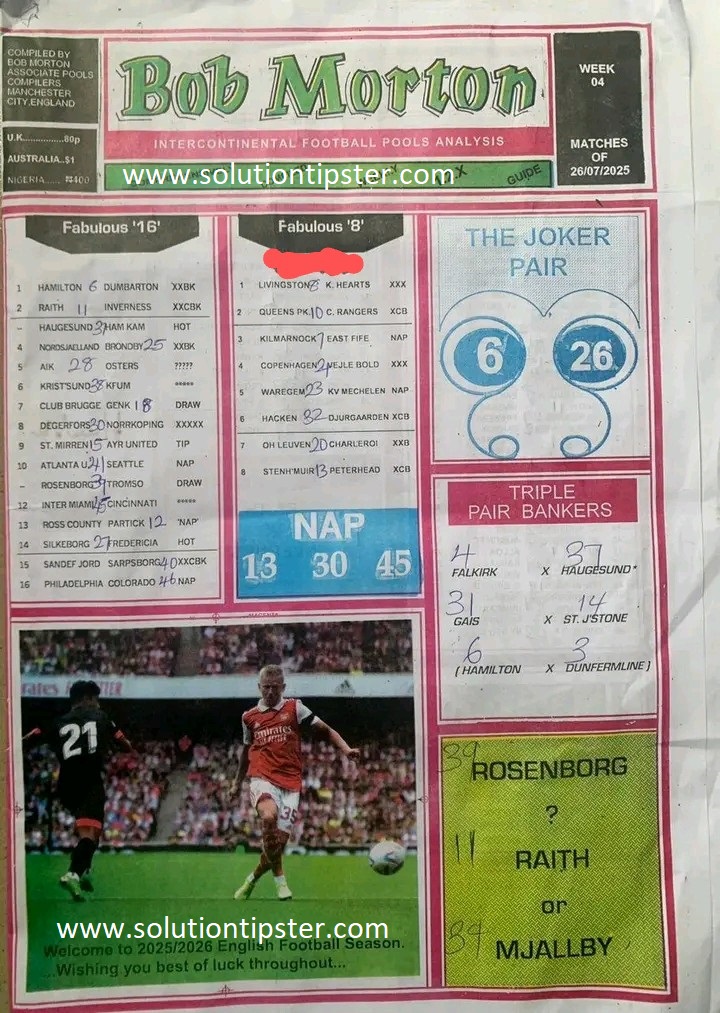 COMPILED BY
BOB MORTON
ASSOCIATE POOLS
COMPILERS
MANCHESTER
CITY,ENGLAND
U.K.......80p
AUSTRALIA..$1
NIGERIA...... ₦400
Bob Morton
INTERCONTINENTAL FOOTBALL POOLS ANALYSIS
www.solutiontipster.com
GUIDE
WEEK
04
MATCHES
OF
26/07/2025
Fabulous '16'
1 HAMILTON 6 DUMBARTON XXBK
2 RAITH 11 INVERNESS XXCBK
– HAUGESUND 37 HAM KAM HOT
4 NORDSJAELLAND BRONDBY 25 XXBK
5 AIK 28 OSTERS ?????
6 KRIST'SUND 38 KFUM *****
7 CLUB BRUGGE GENK 18 DRAW
8 DEGERFORS 30 NORRKOPING XXXXX
9 ST. MIRREN 15 AYR UNITED TIP
10 ATLANTA U. 41 SEATTLE NAP
– ROSENBORG 39 TROMSO DRAW
12 INTER MIAMI 45 CINCINNATI *****
13 ROSS COUNTY PARTICK 12 'NAP'
14 SILKEBORG 27 FREDERICIA HOT
15 SANDEFJORD SARPSBORG 40 XXCBK
16 PHILADELPHIA COLORADO 46 NAP
Fabulous '8'
1 LIVINGSTON 8 K. HEARTS XXX
2 QUEENS PK. 10 C. RANGERS XCB
3 KILMARNOCK 7 EAST FIFE NAP
4 COPENHAGEN 24 VEJLE BOLD XXX
5 WAREGEM 23 KV MECHELEN NAP
6 HACKEN 32 DJURGAARDEN XCB
7 OH LEUVEN 20 CHARLEROI XXB
8 STENH'MUIR 13 PETERHEAD XCB
NAP
13 30 45
THE JOKER
PAIR
6 26
TRIPLE
PAIR BANKERS
4 37
FALKIRK X HAUGESUND*
31 14
GAIS X ST. J'STONE
6 3
(HAMILTON X DUNFERMLINE)
39
ROSENBORG
?
11
RAITH
or
34
MJALLBY
21
Emirates
35
www.solutiontipster.com
Welcome to 2025/2026 English Football Season.
...Wishing you best of luck throughout...